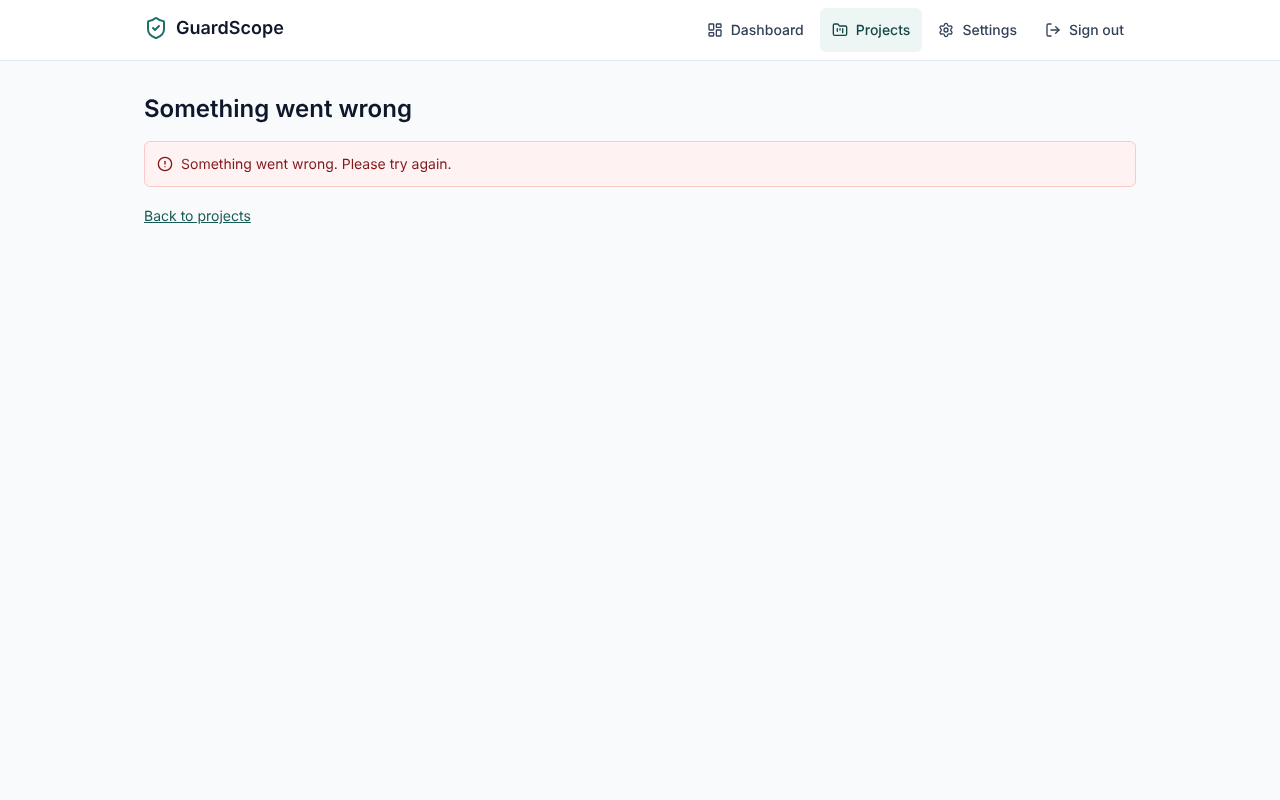 GuardScope
Dashboard
Projects
Settings
Sign out
Something went wrong
Something went wrong. Please try again.
Back to projects